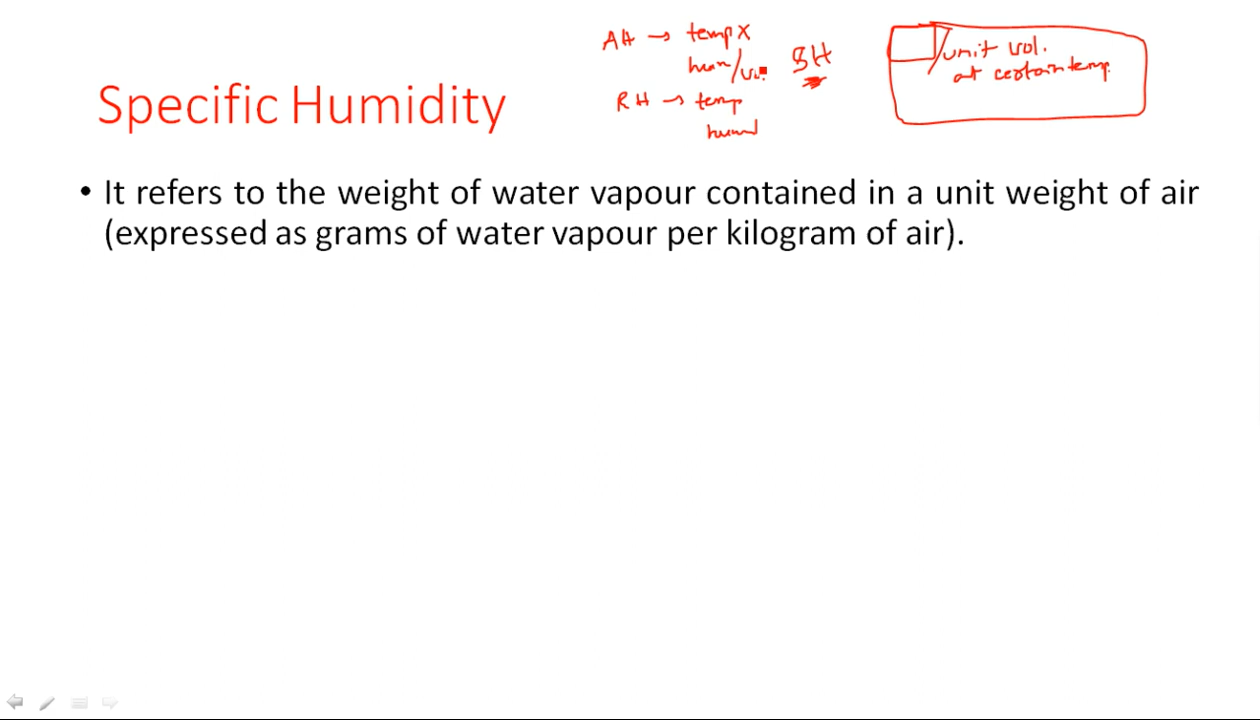 AH → temp X
hum/vol.
SH
RH → temp
hum
/unit vol.
at certain temp.
Specific Humidity
• It refers to the weight of water vapour contained in a unit weight of air
(expressed as grams of water vapour per kilogram of air).